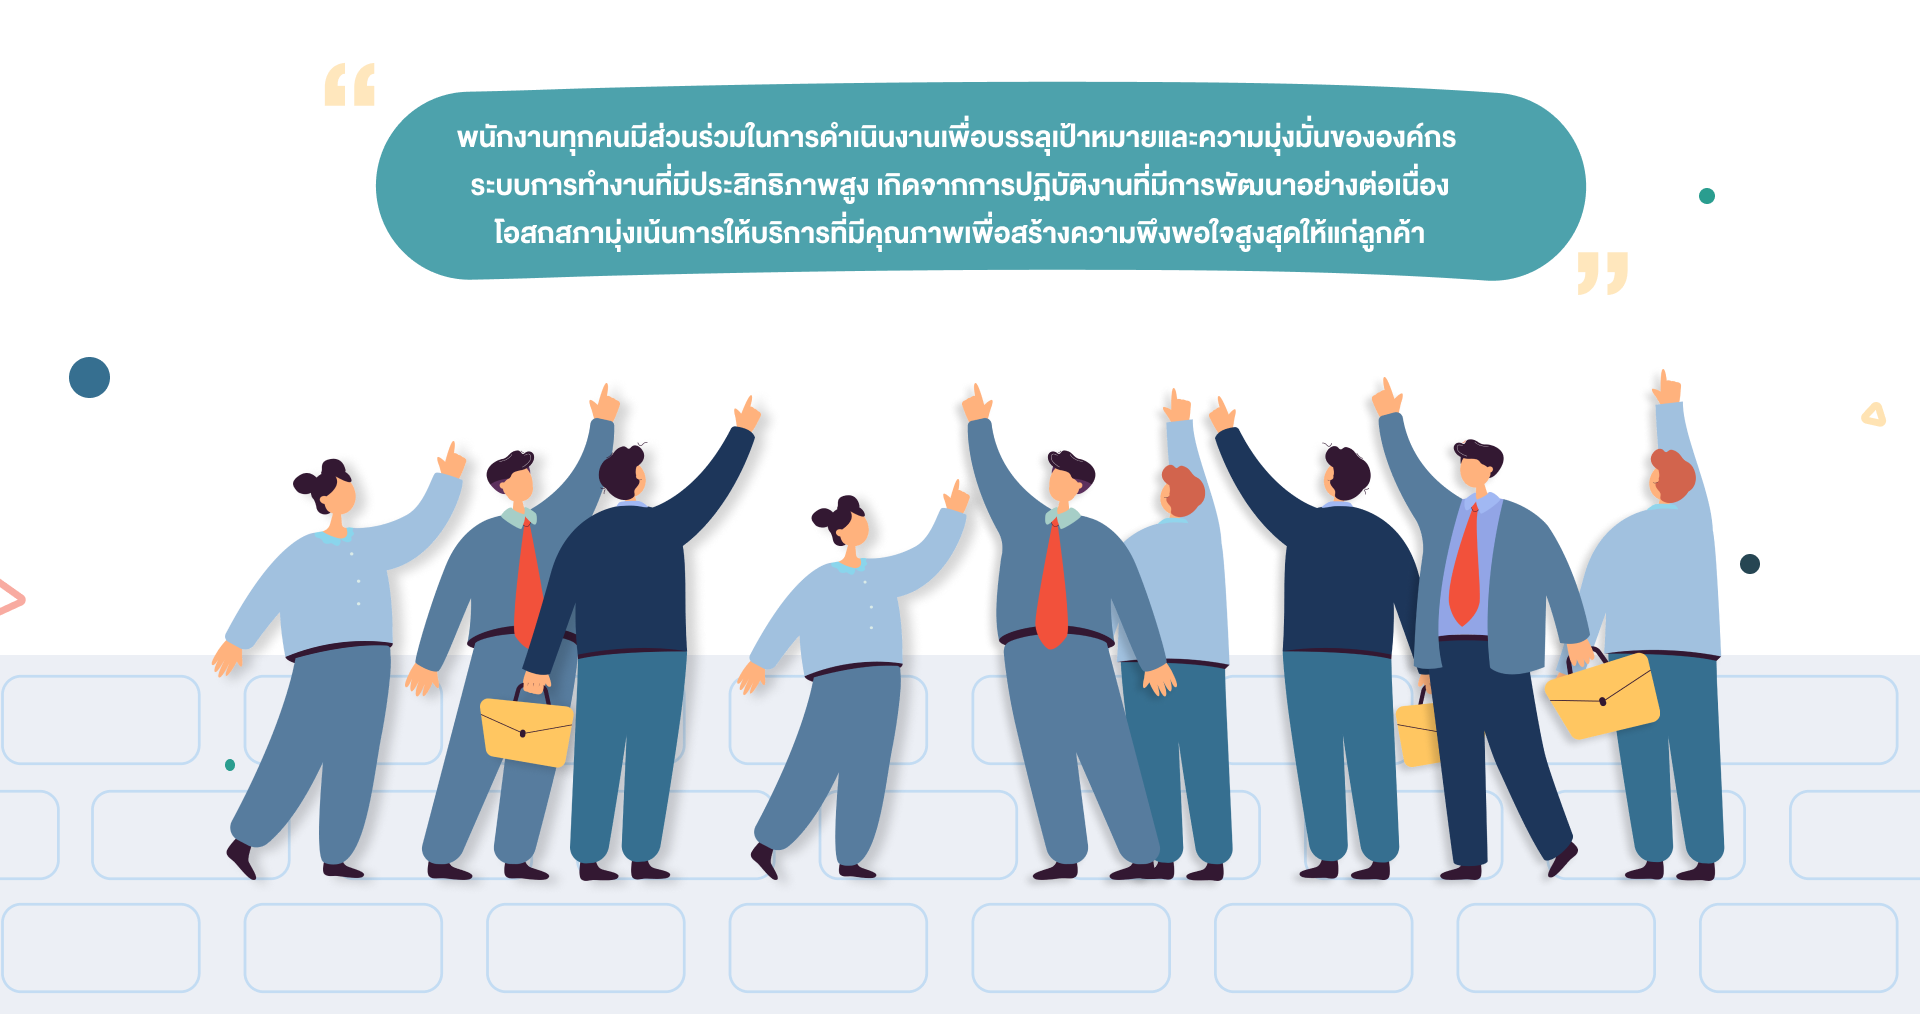 พนักงานทุกคนมีส่วนร่วมในการดำเนินงานเพื่อบรรลุเป้าหมายและความมุ่งมั่นขององค์กร
ระบบการทำงานที่มีประสิทธิภาพสูง เกิดจากการปฏิบัติงานที่มีการพัฒนาอย่างต่อเนื่อง
โอสถสภามุ่งเน้นการให้บริการที่มีคุณภาพเพื่อสร้างความพึงพอใจสูงสุดให้แก่ลูกค้า